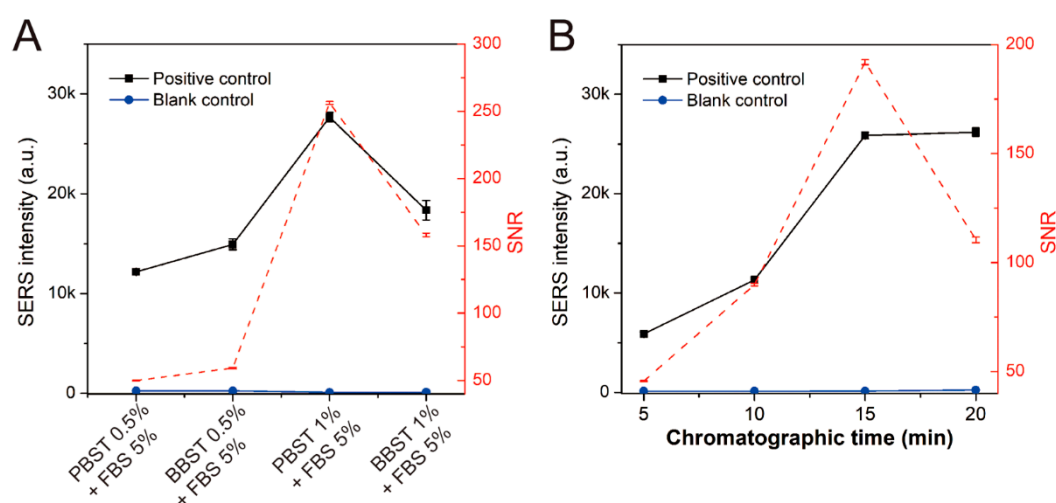 A
SERS intensity (a.u.)
30k
20k
10k
0
Positive control
Blank control
300
250
200
150
100
50
SNR
PBST 0.5%
+ FBS 5%
BBST 0.5%
+ FBS 5%
PBST 1%
+ FBS 5%
BBST 1%
+ FBS 5%
B
SERS intensity (a.u.)
30k
20k
10k
0
Positive control
Blank control
200
150
100
50
SNR
5
10
15
20
Chromatographic time (min)